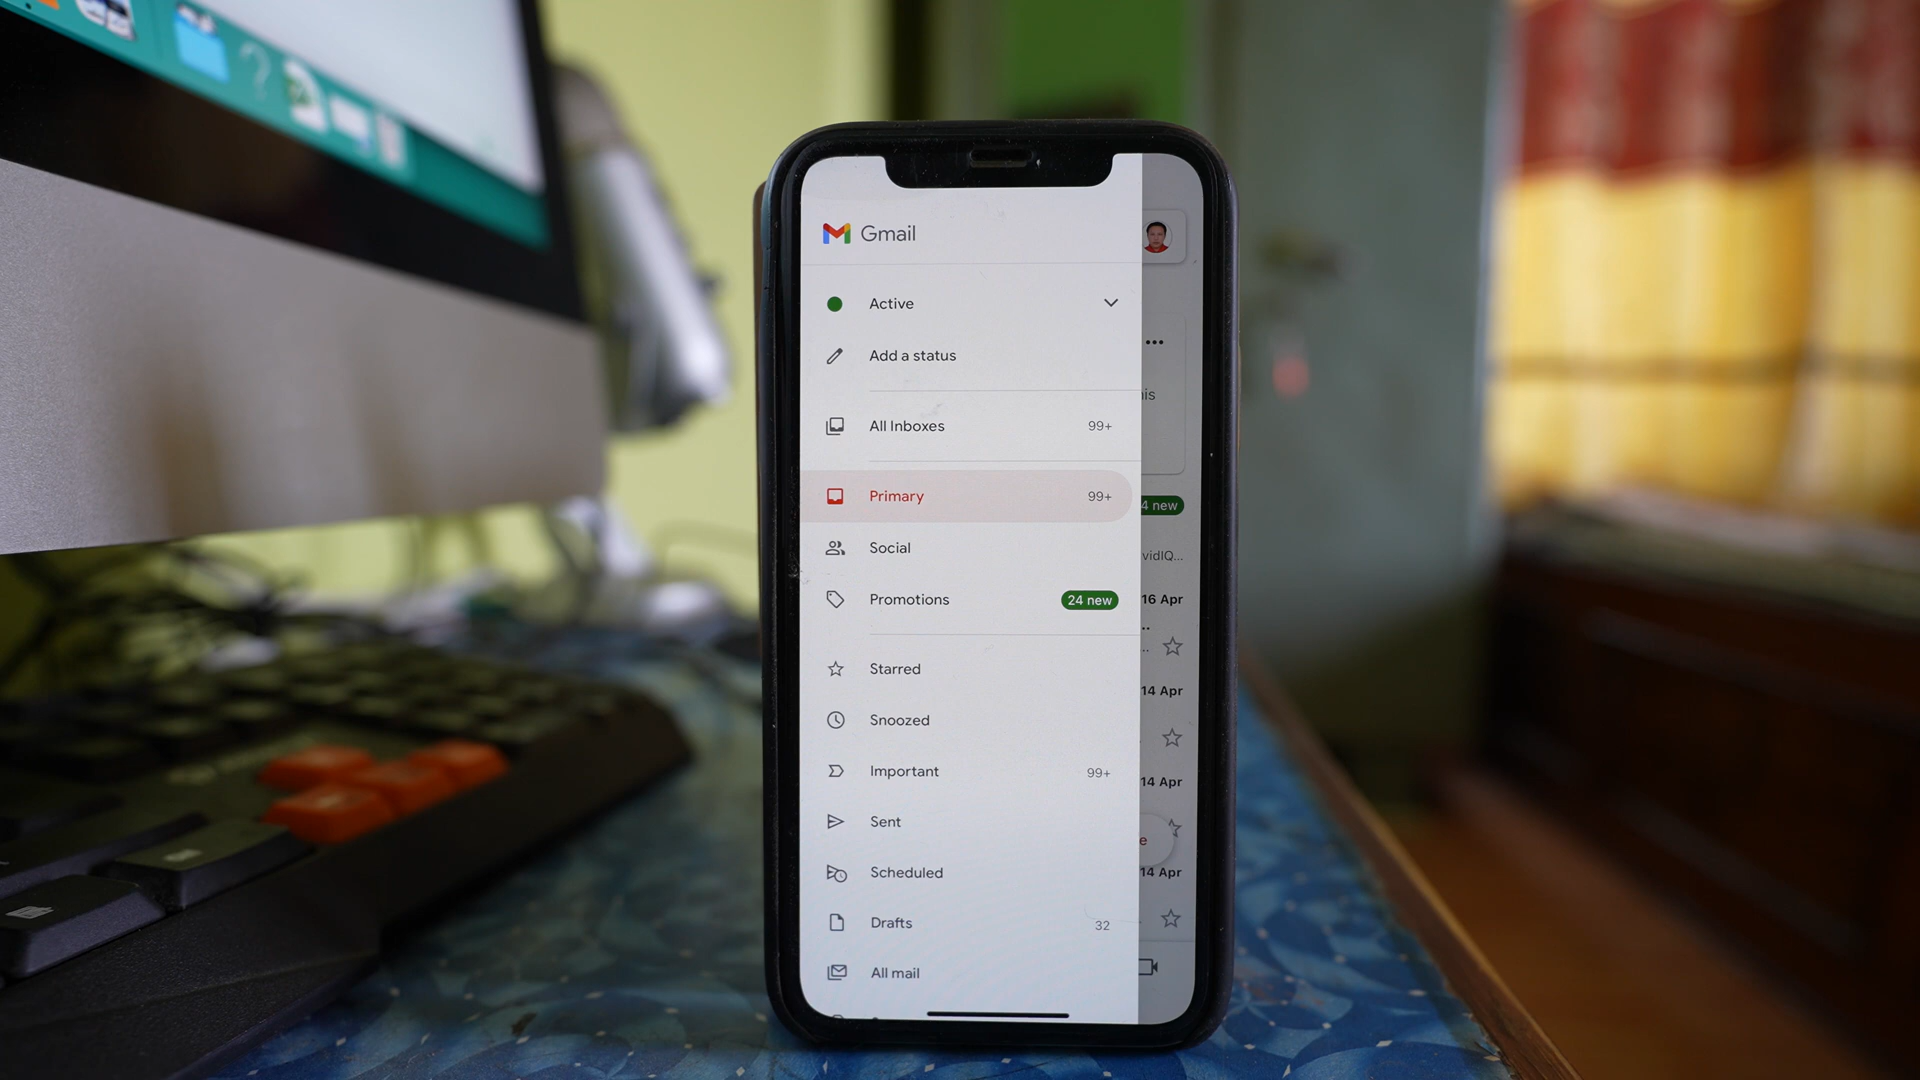 Gmail
Active
Add a status
All Inboxes 99+
Primary 99+
Social
Promotions 24 new
Starred
Snoozed
Important 99+
Sent
Scheduled
Drafts 32
All mail
•••
his
4 new
vidIQ...
16 Apr
14 Apr
14 Apr
e
14 Apr